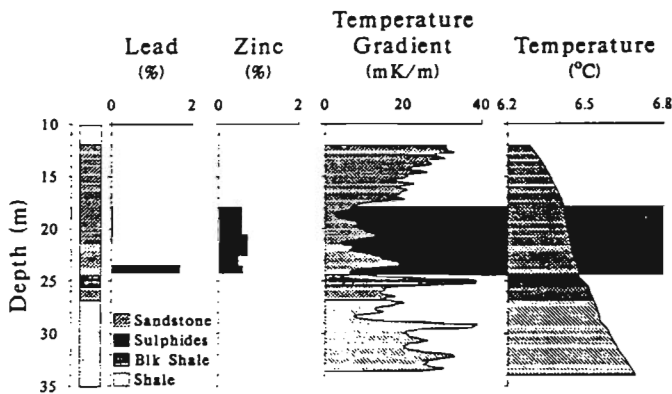 Temperature
Lead Zinc Gradient Temperature
(%) (%) (mK/m) (°C)
0 2 0 2 0 20 40 6.2 6.5 6.8
10
15
20
25
30
35
Depth (m)
Sandstone
Sulphides
Blk Shale
Shale